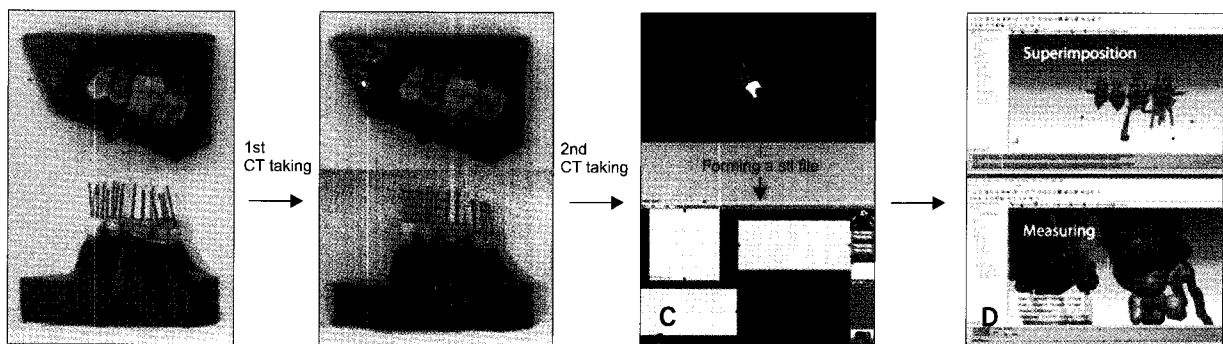 1st
CT taking
2nd
CT taking
Forming a stl file
C
Superimposition
Measuring
D